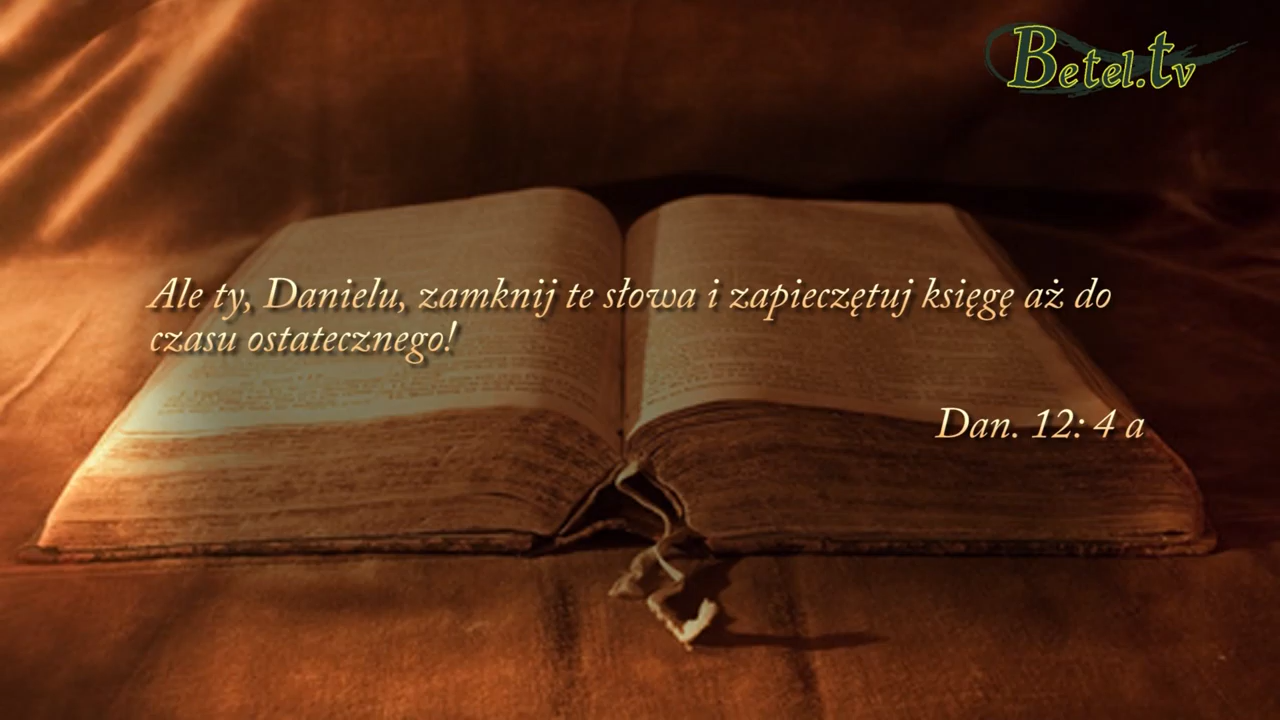 Betel.tv
Ale ty, Danielu, zamknij te słowa i zapieczętuj księgę aż do
czasu ostatecznego!
Dan. 12: 4 a